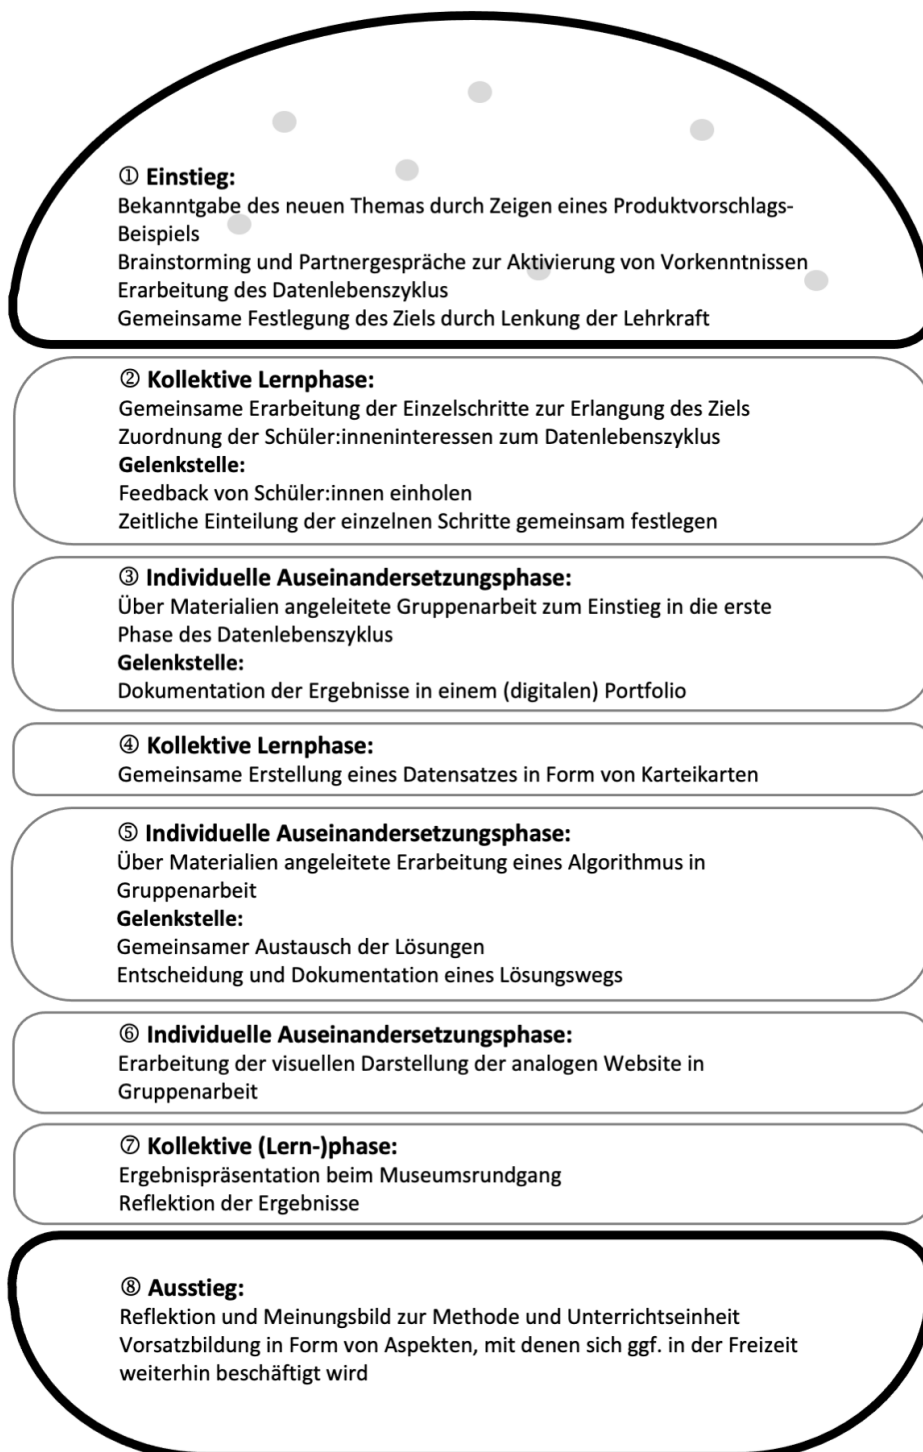 ① Einstieg:
Bekanntgabe des neuen Themas durch Zeigen eines Produktvorschlags-
Beispiels
Brainstorming und Partnergespräche zur Aktivierung von Vorkenntnissen
Erarbeitung des Datenlebenszyklus
Gemeinsame Festlegung des Ziels durch Lenkung der Lehrkraft
② Kollektive Lernphase:
Gemeinsame Erarbeitung der Einzelschritte zur Erlangung des Ziels
Zuordnung der Schüler:inneninteressen zum Datenlebenszyklus
Gelenkstelle:
Feedback von Schüler:innen einholen
Zeitliche Einteilung der einzelnen Schritte gemeinsam festlegen
③ Individuelle Auseinandersetzungsphase:
Über Materialien angeleitete Gruppenarbeit zum Einstieg in die erste
Phase des Datenlebenszyklus
Gelenkstelle:
Dokumentation der Ergebnisse in einem (digitalen) Portfolio
④ Kollektive Lernphase:
Gemeinsame Erstellung eines Datensatzes in Form von Karteikarten
⑤ Individuelle Auseinandersetzungsphase:
Über Materialien angeleitete Erarbeitung eines Algorithmus in
Gruppenarbeit
Gelenkstelle:
Gemeinsamer Austausch der Lösungen
Entscheidung und Dokumentation eines Lösungswegs
⑥ Individuelle Auseinandersetzungsphase:
Erarbeitung der visuellen Darstellung der analogen Website in
Gruppenarbeit
⑦ Kollektive (Lern-)phase:
Ergebnispräsentation beim Museumsrundgang
Reflektion der Ergebnisse
⑧ Ausstieg:
Reflektion und Meinungsbild zur Methode und Unterrichtseinheit
Vorsatzbildung in Form von Aspekten, mit denen sich ggf. in der Freizeit
weiterhin beschäftigt wird